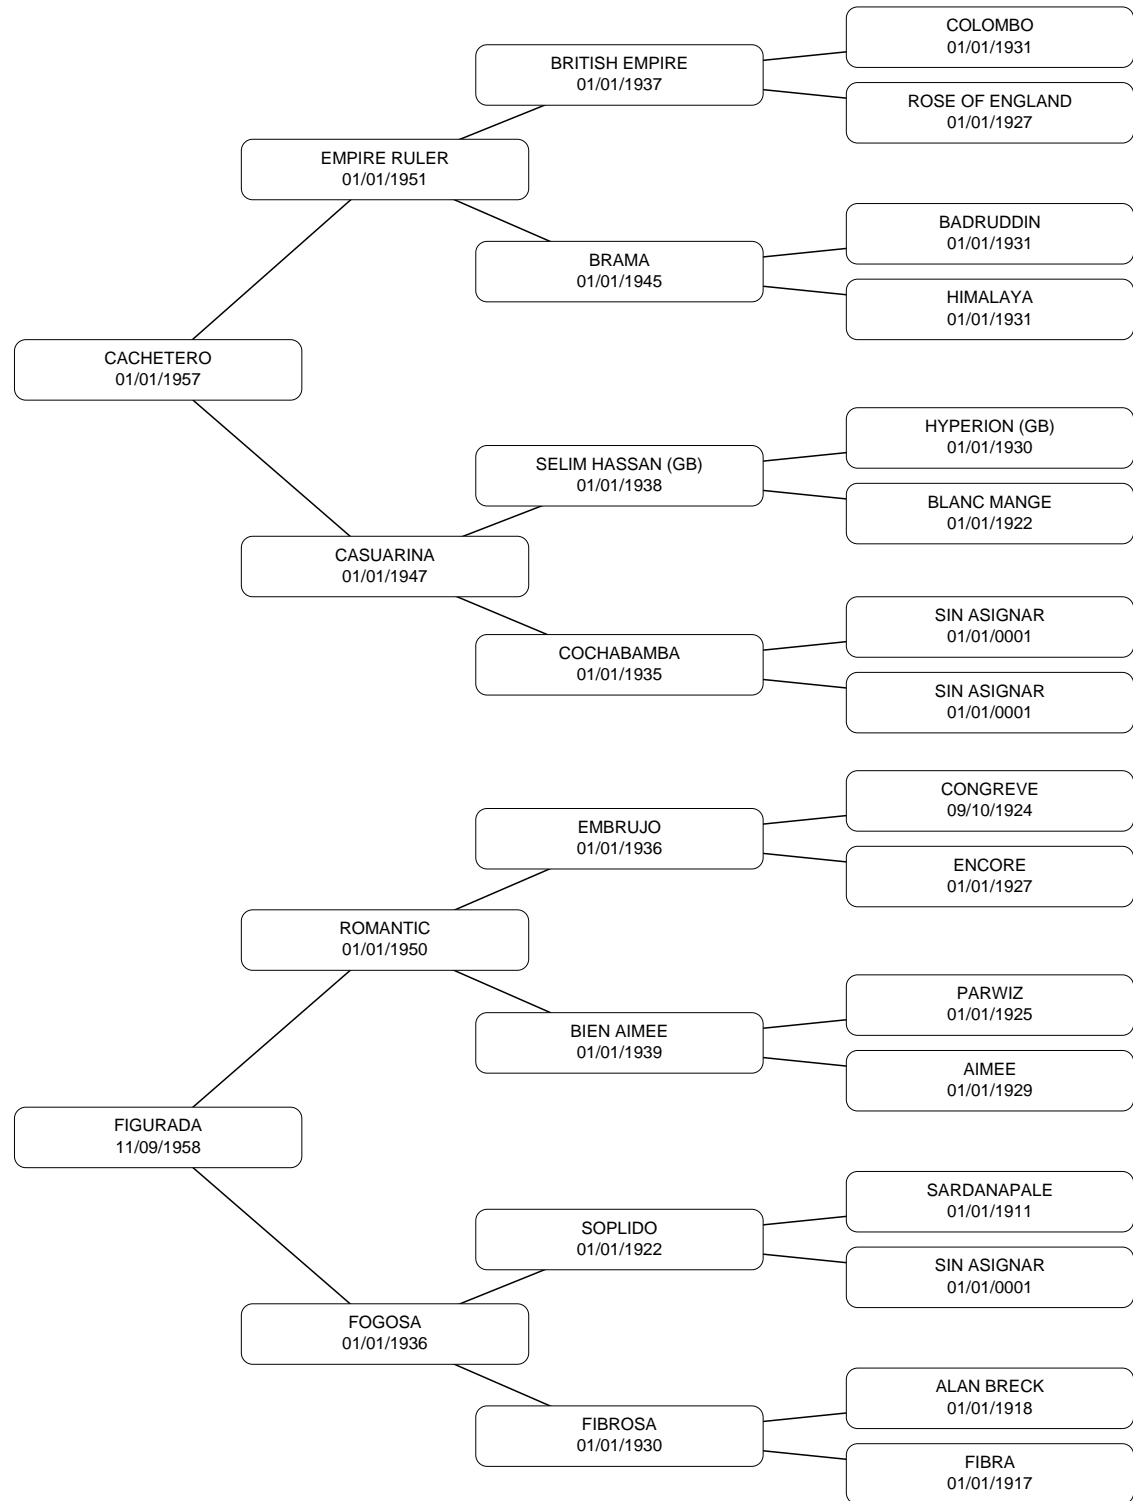 COLOMBO
01/01/1931
BRITISH EMPIRE
01/01/1937
ROSE OF ENGLAND
01/01/1927
EMPIRE RULER
01/01/1951
BADRUDDIN
01/01/1931
BRAMA
01/01/1945
HIMALAYA
01/01/1931
CACHETERO
01/01/1957
HYPERION (GB)
01/01/1930
SELIM HASSAN (GB)
01/01/1938
BLANC MANGE
01/01/1922
CASUARINA
01/01/1947
SIN ASIGNAR
01/01/0001
COCHABAMBA
01/01/1935
SIN ASIGNAR
01/01/0001
CONGREVE
09/10/1924
EMBRUJO
01/01/1936
ENCORE
01/01/1927
ROMANTIC
01/01/1950
PARWIZ
01/01/1925
BIEN AIMEE
01/01/1939
AIMEE
01/01/1929
FIGURADA
11/09/1958
SARDANAPALE
01/01/1911
SOPLIDO
01/01/1922
SIN ASIGNAR
01/01/0001
FOGOSA
01/01/1936
ALAN BRECK
01/01/1918
FIBROSA
01/01/1930
FIBRA
01/01/1917